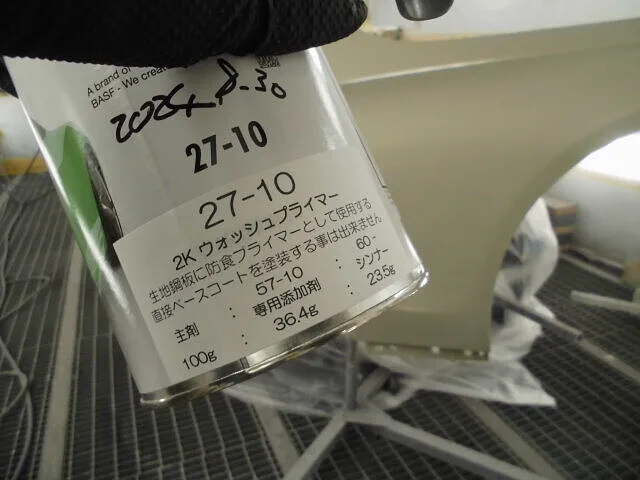 A brand of
BASF - We crea
2024.8.30
27-10
27-10
2K ウォッシュプライマー
生地鋼板に防食プライマーとして使用する
直接ベースコートを塗装する事は出来ません
主剤 : 57-10 専用添加剤 : 60- シンナー
100g : 36.4g : 23.5g